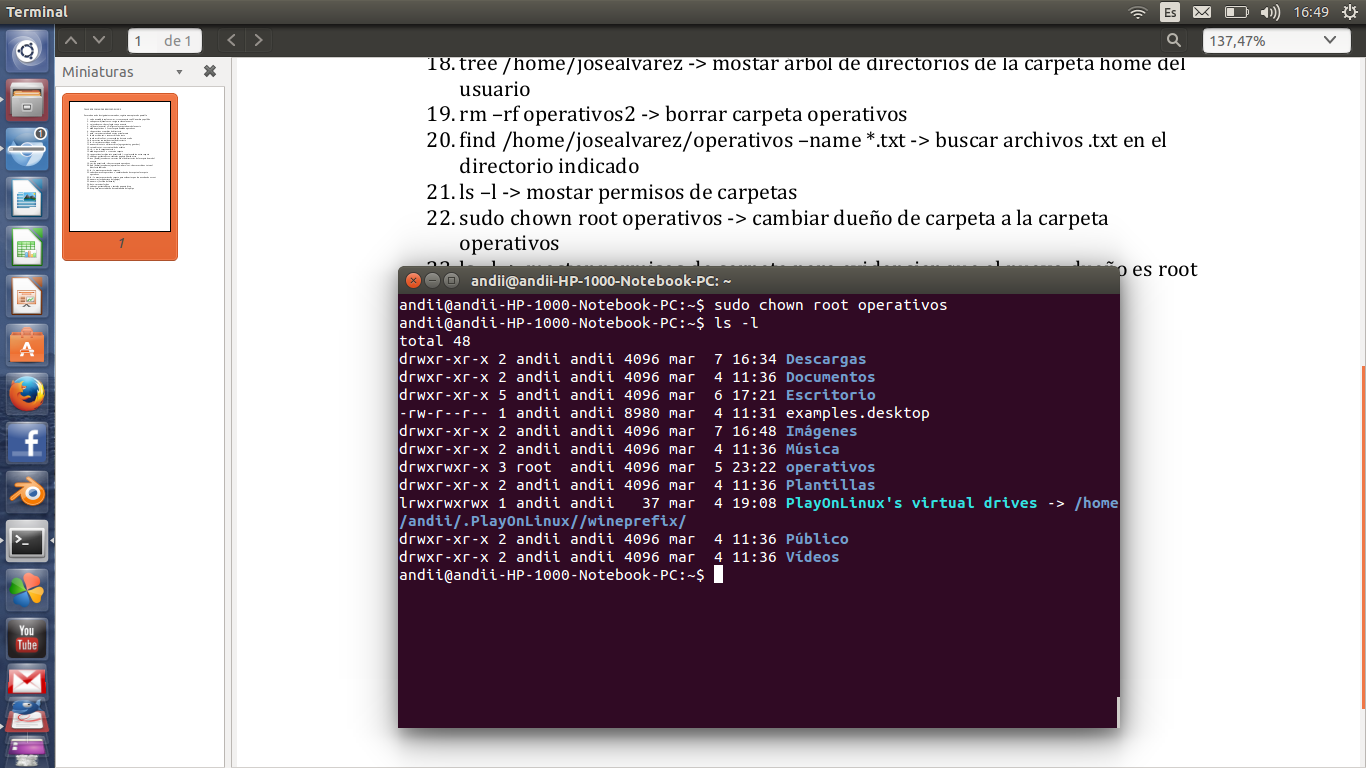 Terminal
Es
16:49
1 de 1
137,47%
Miniaturas
1
1
18. tree /home/josealvarez -> mostar arbol de directorios de la carpeta home del
usuario
19. rm –rf operativos2 -> borrar carpeta operativos
20. find /home/josealvarez/operativos –name *.txt -> buscar archivos .txt en el
directorio indicado
21. ls –l -> mostar permisos de carpetas
22. sudo chown root operativos -> cambiar dueño de carpeta a la carpeta
operativos
andii@andii-HP-1000-Notebook-PC: ~
andii@andii-HP-1000-Notebook-PC:~$ sudo chown root operativos
andii@andii-HP-1000-Notebook-PC:~$ ls -l
total 48
drwxr-xr-x 2 andii andii 4096 mar  7 16:34 Descargas
drwxr-xr-x 2 andii andii 4096 mar  4 11:36 Documentos
drwxr-xr-x 5 andii andii 4096 mar  6 17:21 Escritorio
-rw-r--r-- 1 andii andii 8980 mar  4 11:31 examples.desktop
drwxr-xr-x 2 andii andii 4096 mar  7 16:48 Imágenes
drwxr-xr-x 2 andii andii 4096 mar  4 11:36 Música
drwxrwxr-x 3 root  andii 4096 mar  5 23:22 operativos
drwxr-xr-x 2 andii andii 4096 mar  4 11:36 Plantillas
lrwxrwxrwx 1 andii andii   37 mar  4 19:08 PlayOnLinux's virtual drives -> /home
/andii/.PlayOnLinux//wineprefix/
drwxr-xr-x 2 andii andii 4096 mar  4 11:36 Público
drwxr-xr-x 2 andii andii 4096 mar  4 11:36 Vídeos
andii@andii-HP-1000-Notebook-PC:~$
You
Tube